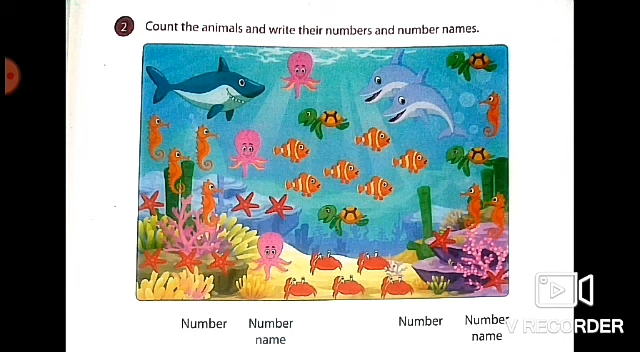 2 Count the animals and write their numbers and number names.
Number Number name Number Number name
V RECORDER